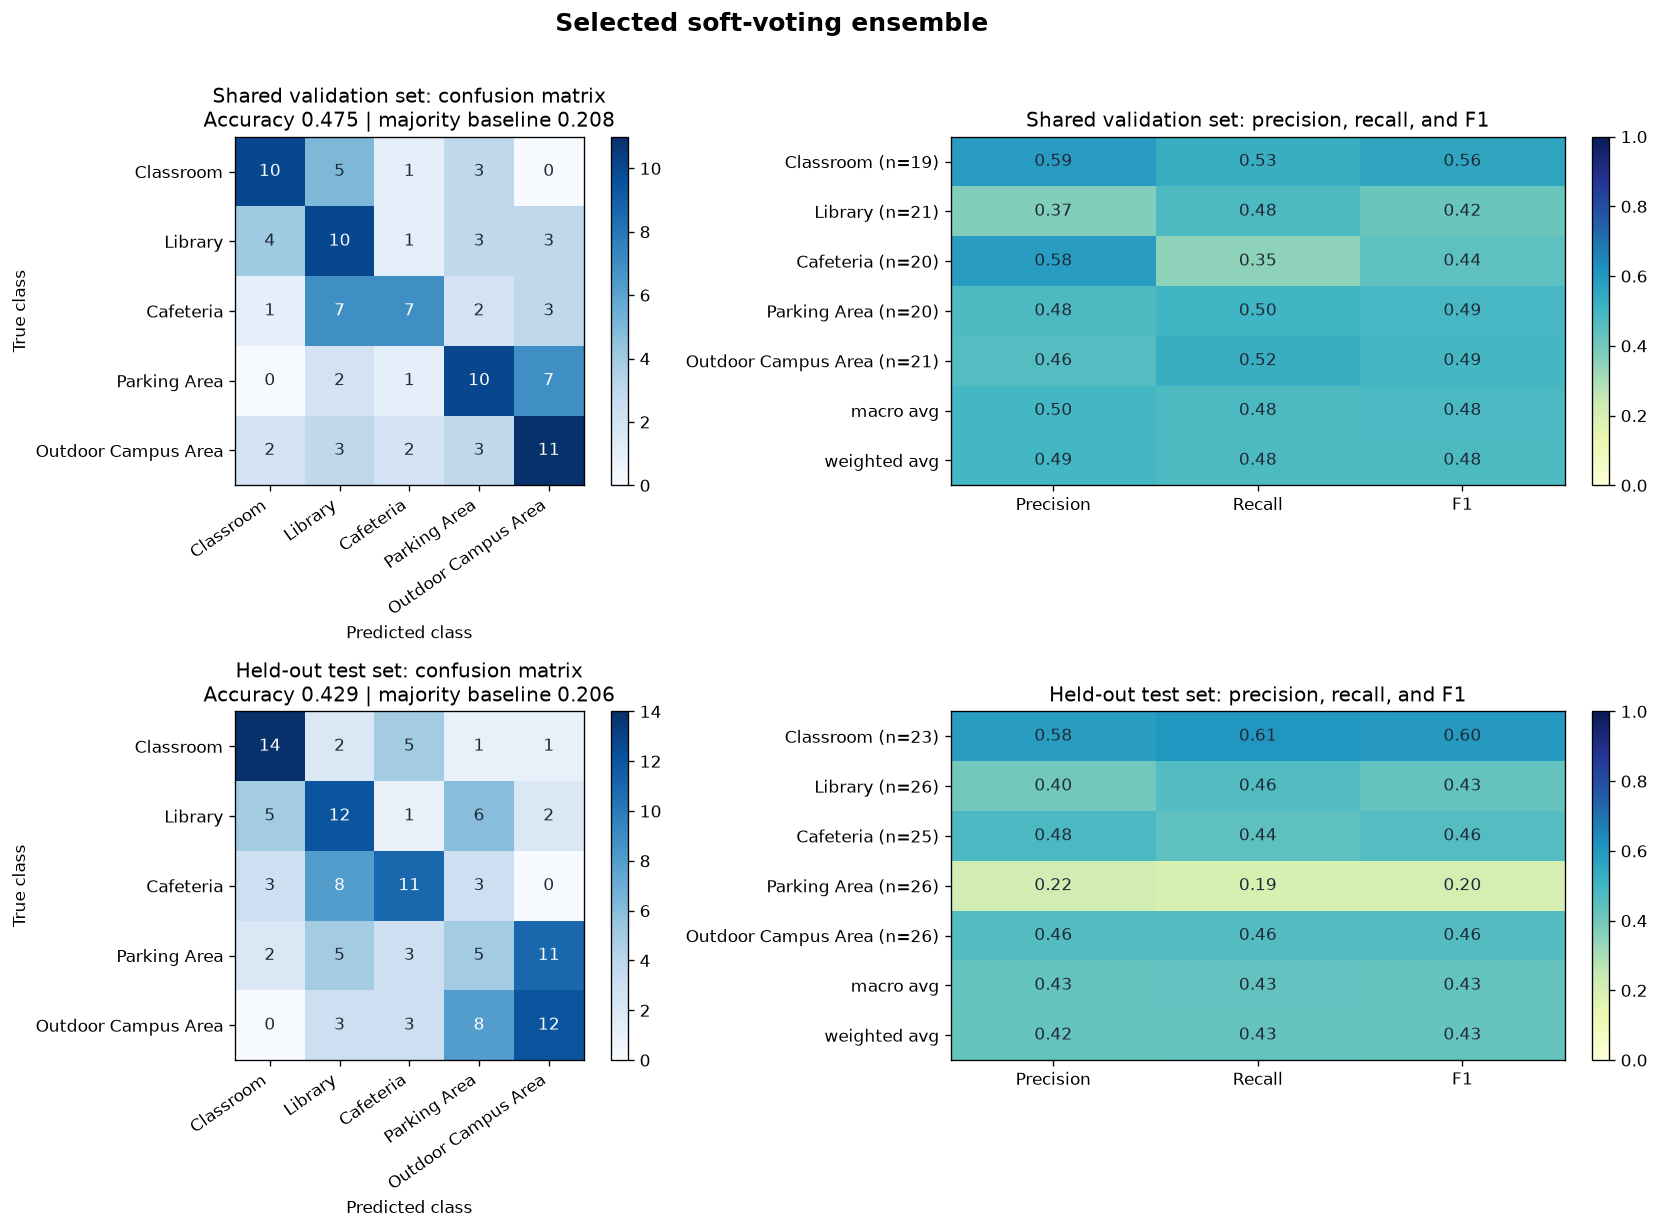 Selected soft-voting ensemble
Shared validation set: confusion matrix
Accuracy 0.475 | majority baseline 0.208
True class
Classroom 10 5 1 3 0
Library 4 10 1 3 3
Cafeteria 1 7 7 2 3
Parking Area 0 2 1 10 7
Outdoor Campus Area 2 3 2 3 11
Classroom Library Cafeteria Parking Area Outdoor Campus Area
Predicted class
10
8
6
4
2
0
Shared validation set: precision, recall, and F1
Classroom (n=19) 0.59 0.53 0.56
Library (n=21) 0.37 0.48 0.42
Cafeteria (n=20) 0.58 0.35 0.44
Parking Area (n=20) 0.48 0.50 0.49
Outdoor Campus Area (n=21) 0.46 0.52 0.49
macro avg 0.50 0.48 0.48
weighted avg 0.49 0.48 0.48
Precision Recall F1
1.0
0.8
0.6
0.4
0.2
0.0
Held-out test set: confusion matrix
Accuracy 0.429 | majority baseline 0.206
True class
Classroom 14 2 5 1 1
Library 5 12 1 6 2
Cafeteria 3 8 11 3 0
Parking Area 2 5 3 5 11
Outdoor Campus Area 0 3 3 8 12
Classroom Library Cafeteria Parking Area Outdoor Campus Area
Predicted class
14
12
10
8
6
4
2
0
Held-out test set: precision, recall, and F1
Classroom (n=23) 0.58 0.61 0.60
Library (n=26) 0.40 0.46 0.43
Cafeteria (n=25) 0.48 0.44 0.46
Parking Area (n=26) 0.22 0.19 0.20
Outdoor Campus Area (n=26) 0.46 0.46 0.46
macro avg 0.43 0.43 0.43
weighted avg 0.42 0.43 0.43
Precision Recall F1
1.0
0.8
0.6
0.4
0.2
0.0